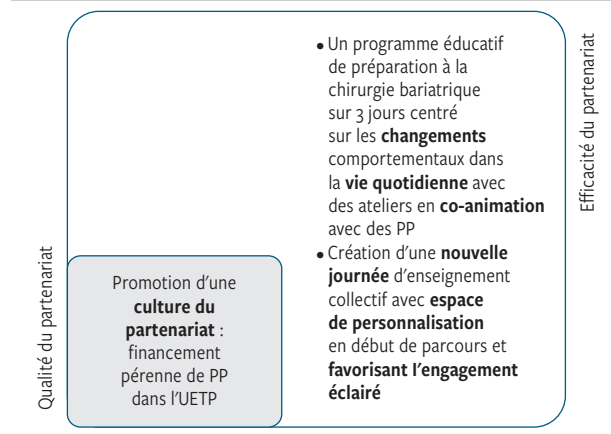 Qualité du partenariat
Promotion d'une
culture du
partenariat :
financement
pérenne de PP
dans l'UETP
• Un programme éducatif
de préparation à la
chirurgie bariatrique
sur 3 jours centré
sur les changements
comportementaux dans
la vie quotidienne avec
des ateliers en co-animation
avec des PP
• Création d'une nouvelle
journée d'enseignement
collectif avec espace
de personnalisation
en début de parcours et
favorisant l'engagement
éclairé
Efficacité du partenariat